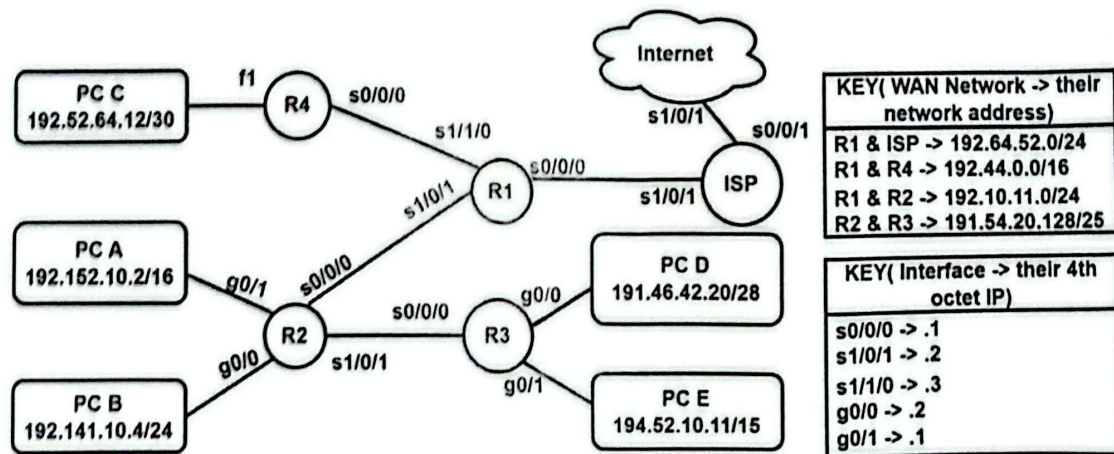 Internet
PC C
192.52.64.12/30
f1
R4
s0/0/0
s1/1/0
s1/0/1
s0/0/1
R1
s0/0/0
s1/0/1
ISP
s1/0/1
PC A
192.152.10.2/16
g0/1
s0/0/0
R2
g0/0
s1/0/1
s0/0/0
R3
g0/0
g0/1
PC D
191.46.42.20/28
PC B
192.141.10.4/24
PC E
194.52.10.11/15
KEY( WAN Network -> their
network address)
R1 & ISP -> 192.64.52.0/24
R1 & R4 -> 192.44.0.0/16
R1 & R2 -> 192.10.11.0/24
R2 & R3 -> 191.54.20.128/25
KEY( Interface -> their 4th
octet IP)
s0/0/0 -> .1
s1/0/1 -> .2
s1/1/0 -> .3
g0/0 -> .2
g0/1 -> .1